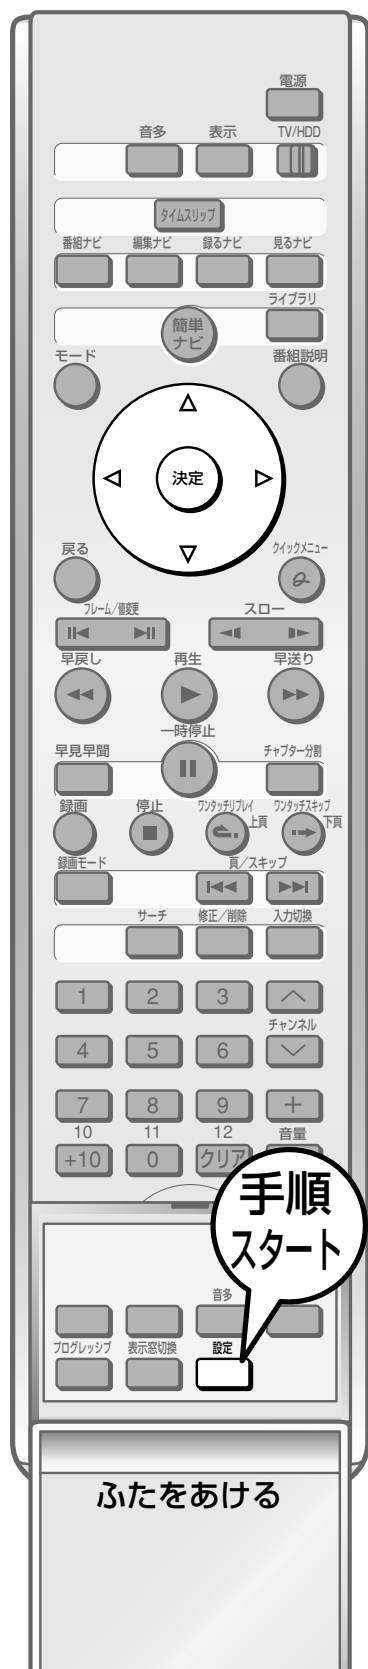 電源
音多 表示 TV/HDD
タイムスリップ
番組ナビ 編集ナビ 録るナビ 見るナビ
ライブラリ
簡単
ナビ
モード 番組説明
決定
戻る クイックメニュー
フレーム/値変更 スロー
早戻し 再生 早送り
一時停止
早見早聞 チャプター分割
録画 停止 ワンタッチリプレイ ワンタッチスキップ
上頁 下頁
録画モード 頁/スキップ
サーチ 修正/削除 入力切換
1 2 3
チャンネル
4 5 6
7 8 9 +
10 11 12 音量
+10 0 クリア
手順
スタート
音多
プログレッシブ 表示窓切換 設定
ふたをあける